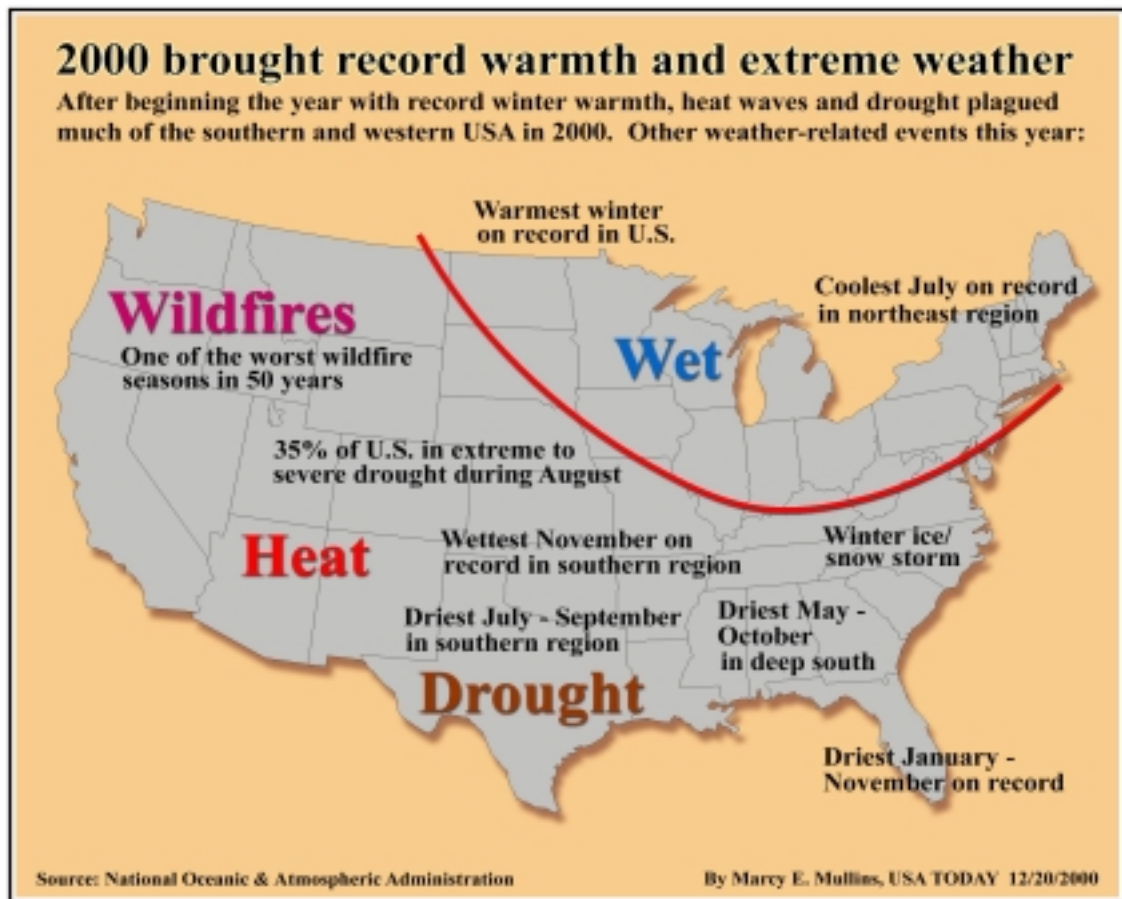 2000 brought record warmth and extreme weather
After beginning the year with record winter warmth, heat waves and drought plagued
much of the southern and western USA in 2000.  Other weather-related events this year:
Warmest winter
on record in U.S.
Coolest July on record
in northeast region
Wildfires
One of the worst wildfire
seasons in 50 years
Wet
35% of U.S. in extreme to
severe drought during August
Heat
Wettest November on
record in southern region
Winter ice/
snow storm
Driest July - September
in southern region
Driest May -
October
in deep south
Drought
Driest January -
November on record
Source: National Oceanic & Atmospheric Administration
By Marcy E. Mullins, USA TODAY  12/20/2000